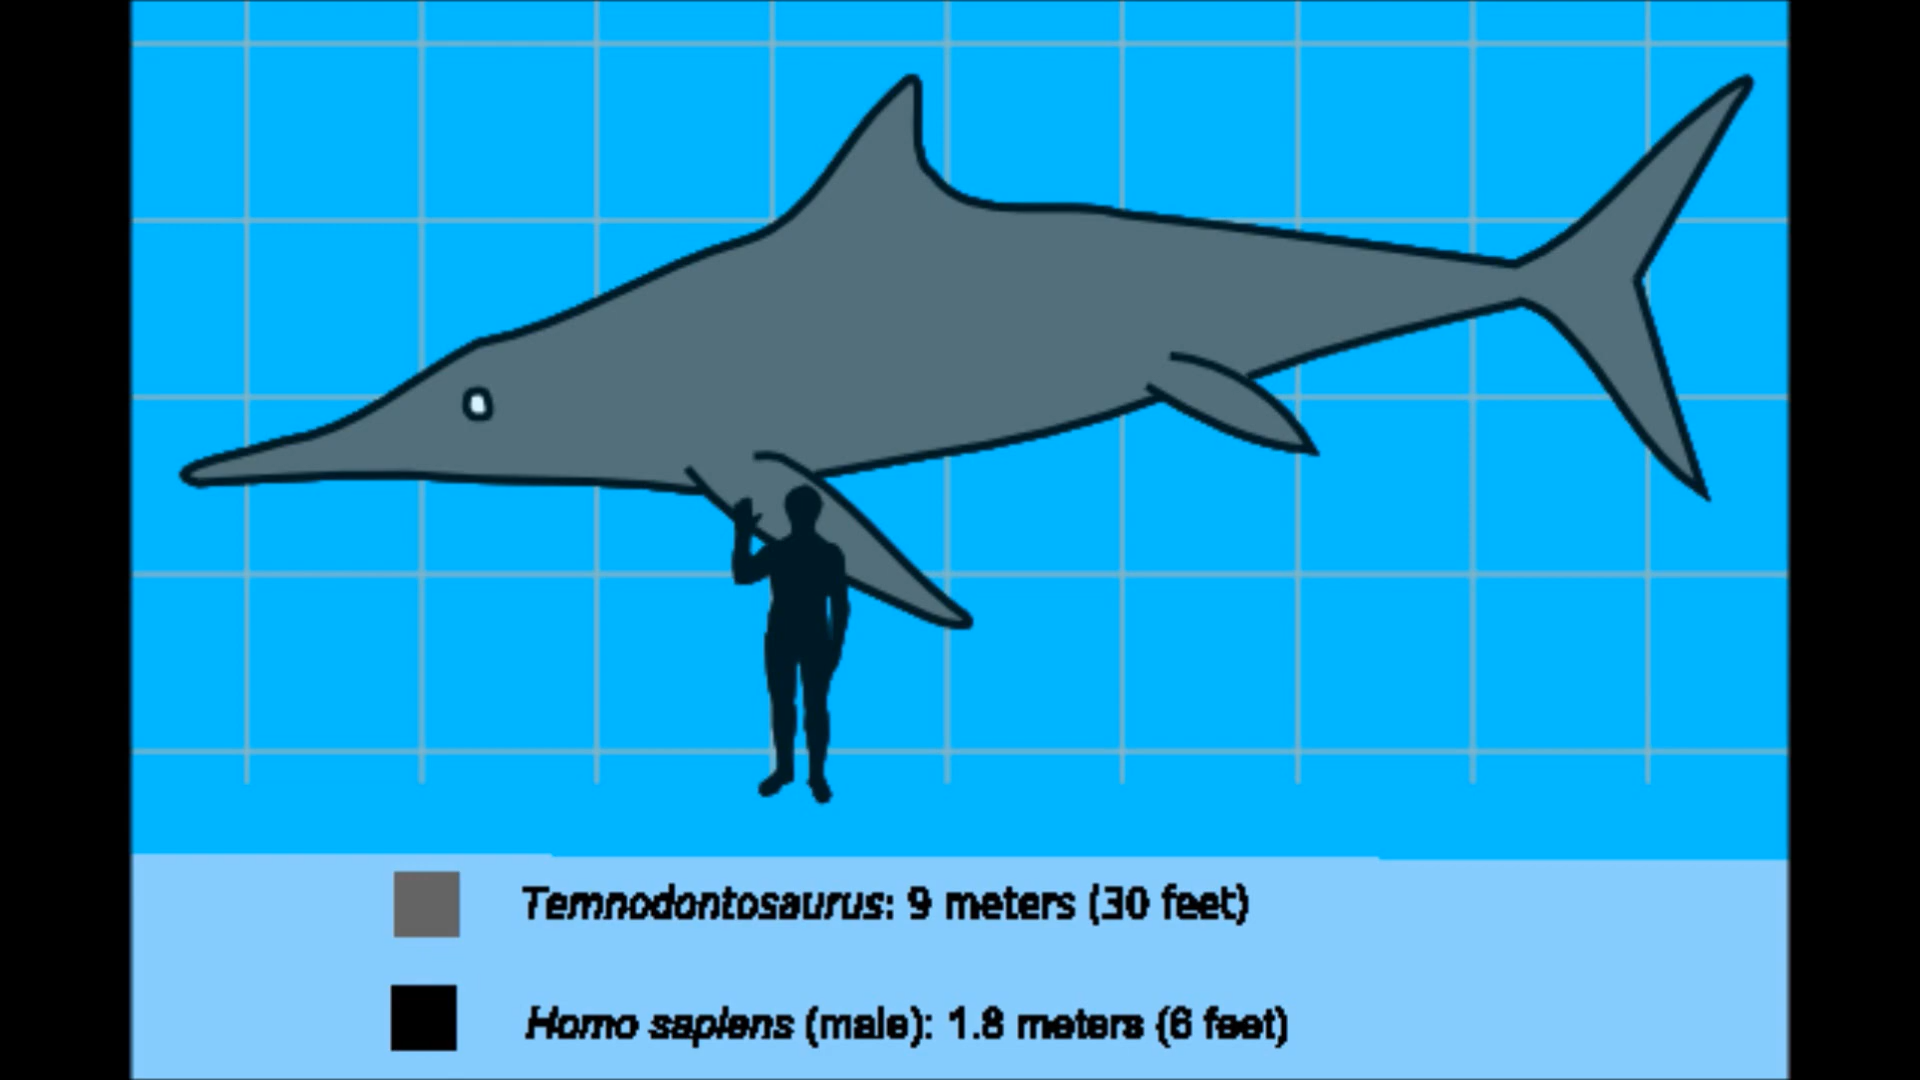 Temnodontosaurus: 9 meters (30 feet)
Homo sapiens (male): 1.8 meters (6 feet)